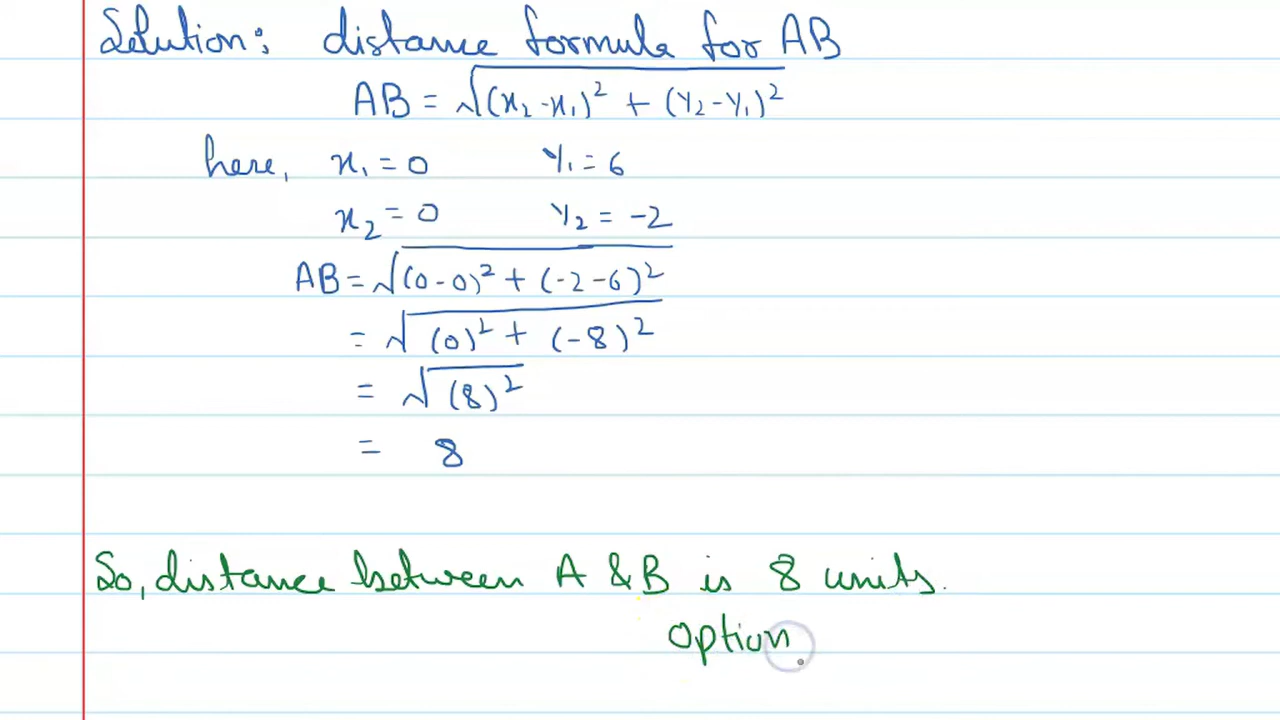 Solution: distance formula for AB
AB = √(x₂-x₁)² + (Y₂-Y₁)²
here, x₁ = 0 Y₁ = 6
x₂ = 0 Y₂ = -2
AB = √(0-0)² + (-2-6)²
= √(0)² + (-8)²
= √(8)²
= 8
So, distance between A & B is 8 units.
Option